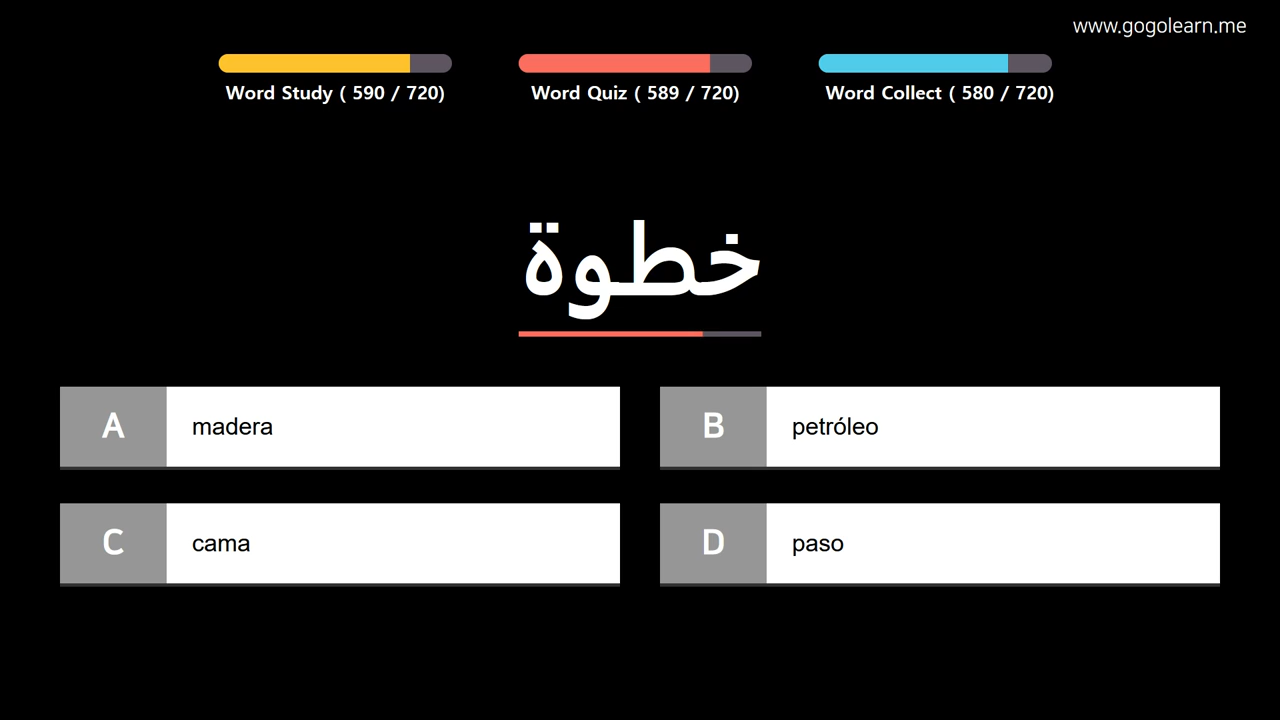 www.gogolearn.me
Word Study ( 590 / 720)
Word Quiz ( 589 / 720)
Word Collect ( 580 / 720)
خطوة
A madera
B petróleo
C cama
D paso